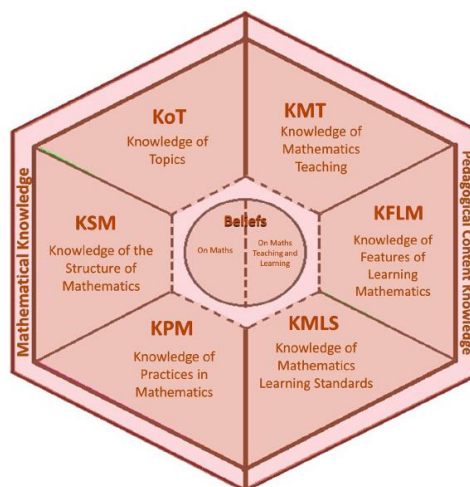 KoT
Knowledge of
Topics
KMT
Knowledge of
Mathematics
Teaching
Mathematical Knowledge
KSM
Knowledge of the
Structure of
Mathematics
Beliefs
On Maths
On Maths
Teaching and
Learning
KFLM
Knowledge of
Features of
Learning
Mathematics
Pedagogical Content Knowledge
KPM
Knowledge of
Practices in
Mathematics
KMLS
Knowledge of
Mathematics
Learning Standards